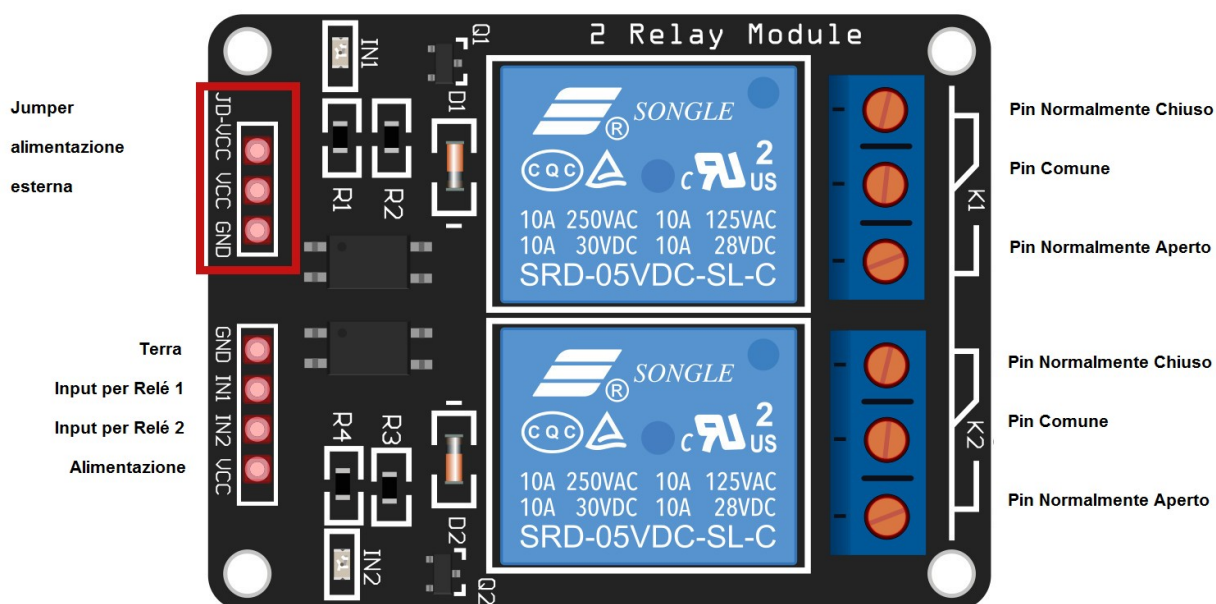 2 Relay Module
Jumper
alimentazione
esterna
JD-VCC VCC GND
IN1
Q1
D1
R1
R2
SONGLE
®
CQC
c RU US 2
10A 250VAC 10A 125VAC
10A 30VDC 10A 28VDC
SRD-05VDC-SL-C
K1
Pin Normalmente Chiuso
Pin Comune
Pin Normalmente Aperto
Terra
Input per Relé 1
Input per Relé 2
Alimentazione
GND IN1 IN2 VCC
R4
R3
IN2
D2
Q2
SONGLE
®
CQC
c RU US 2
10A 250VAC 10A 125VAC
10A 30VDC 10A 28VDC
SRD-05VDC-SL-C
K2
Pin Normalmente Chiuso
Pin Comune
Pin Normalmente Aperto